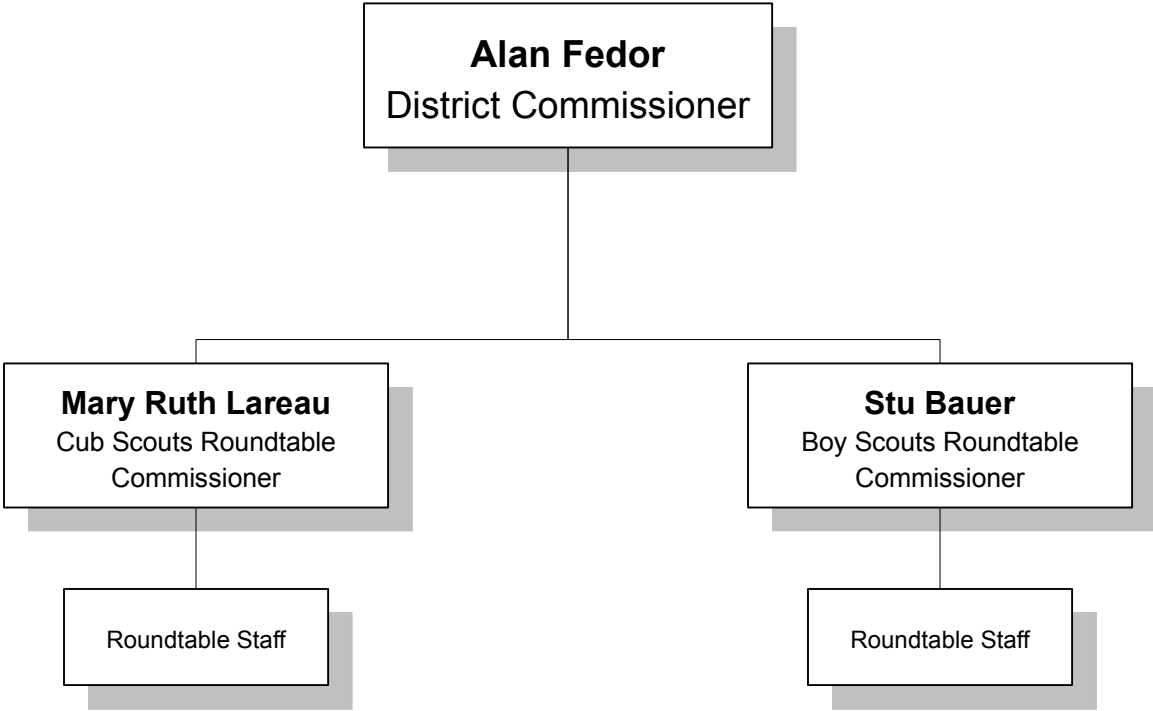 Alan Fedor
District Commissioner
Mary Ruth Lareau
Cub Scouts Roundtable
Commissioner
Stu Bauer
Boy Scouts Roundtable
Commissioner
Roundtable Staff
Roundtable Staff